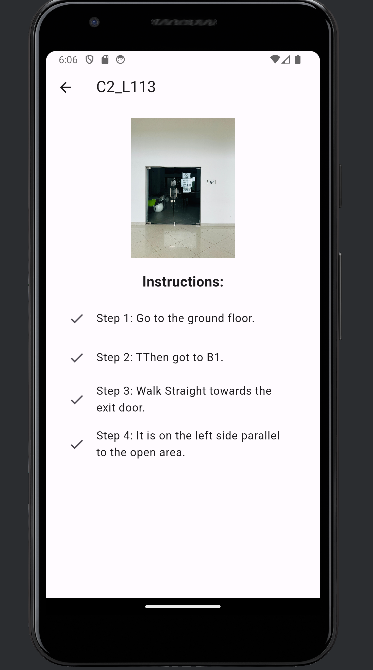 6:06
C2_L113
Instructions:
Step 1: Go to the ground floor.
Step 2: TThen got to B1.
Step 3: Walk Straight towards the
exit door.
Step 4: It is on the left side parallel
to the open area.